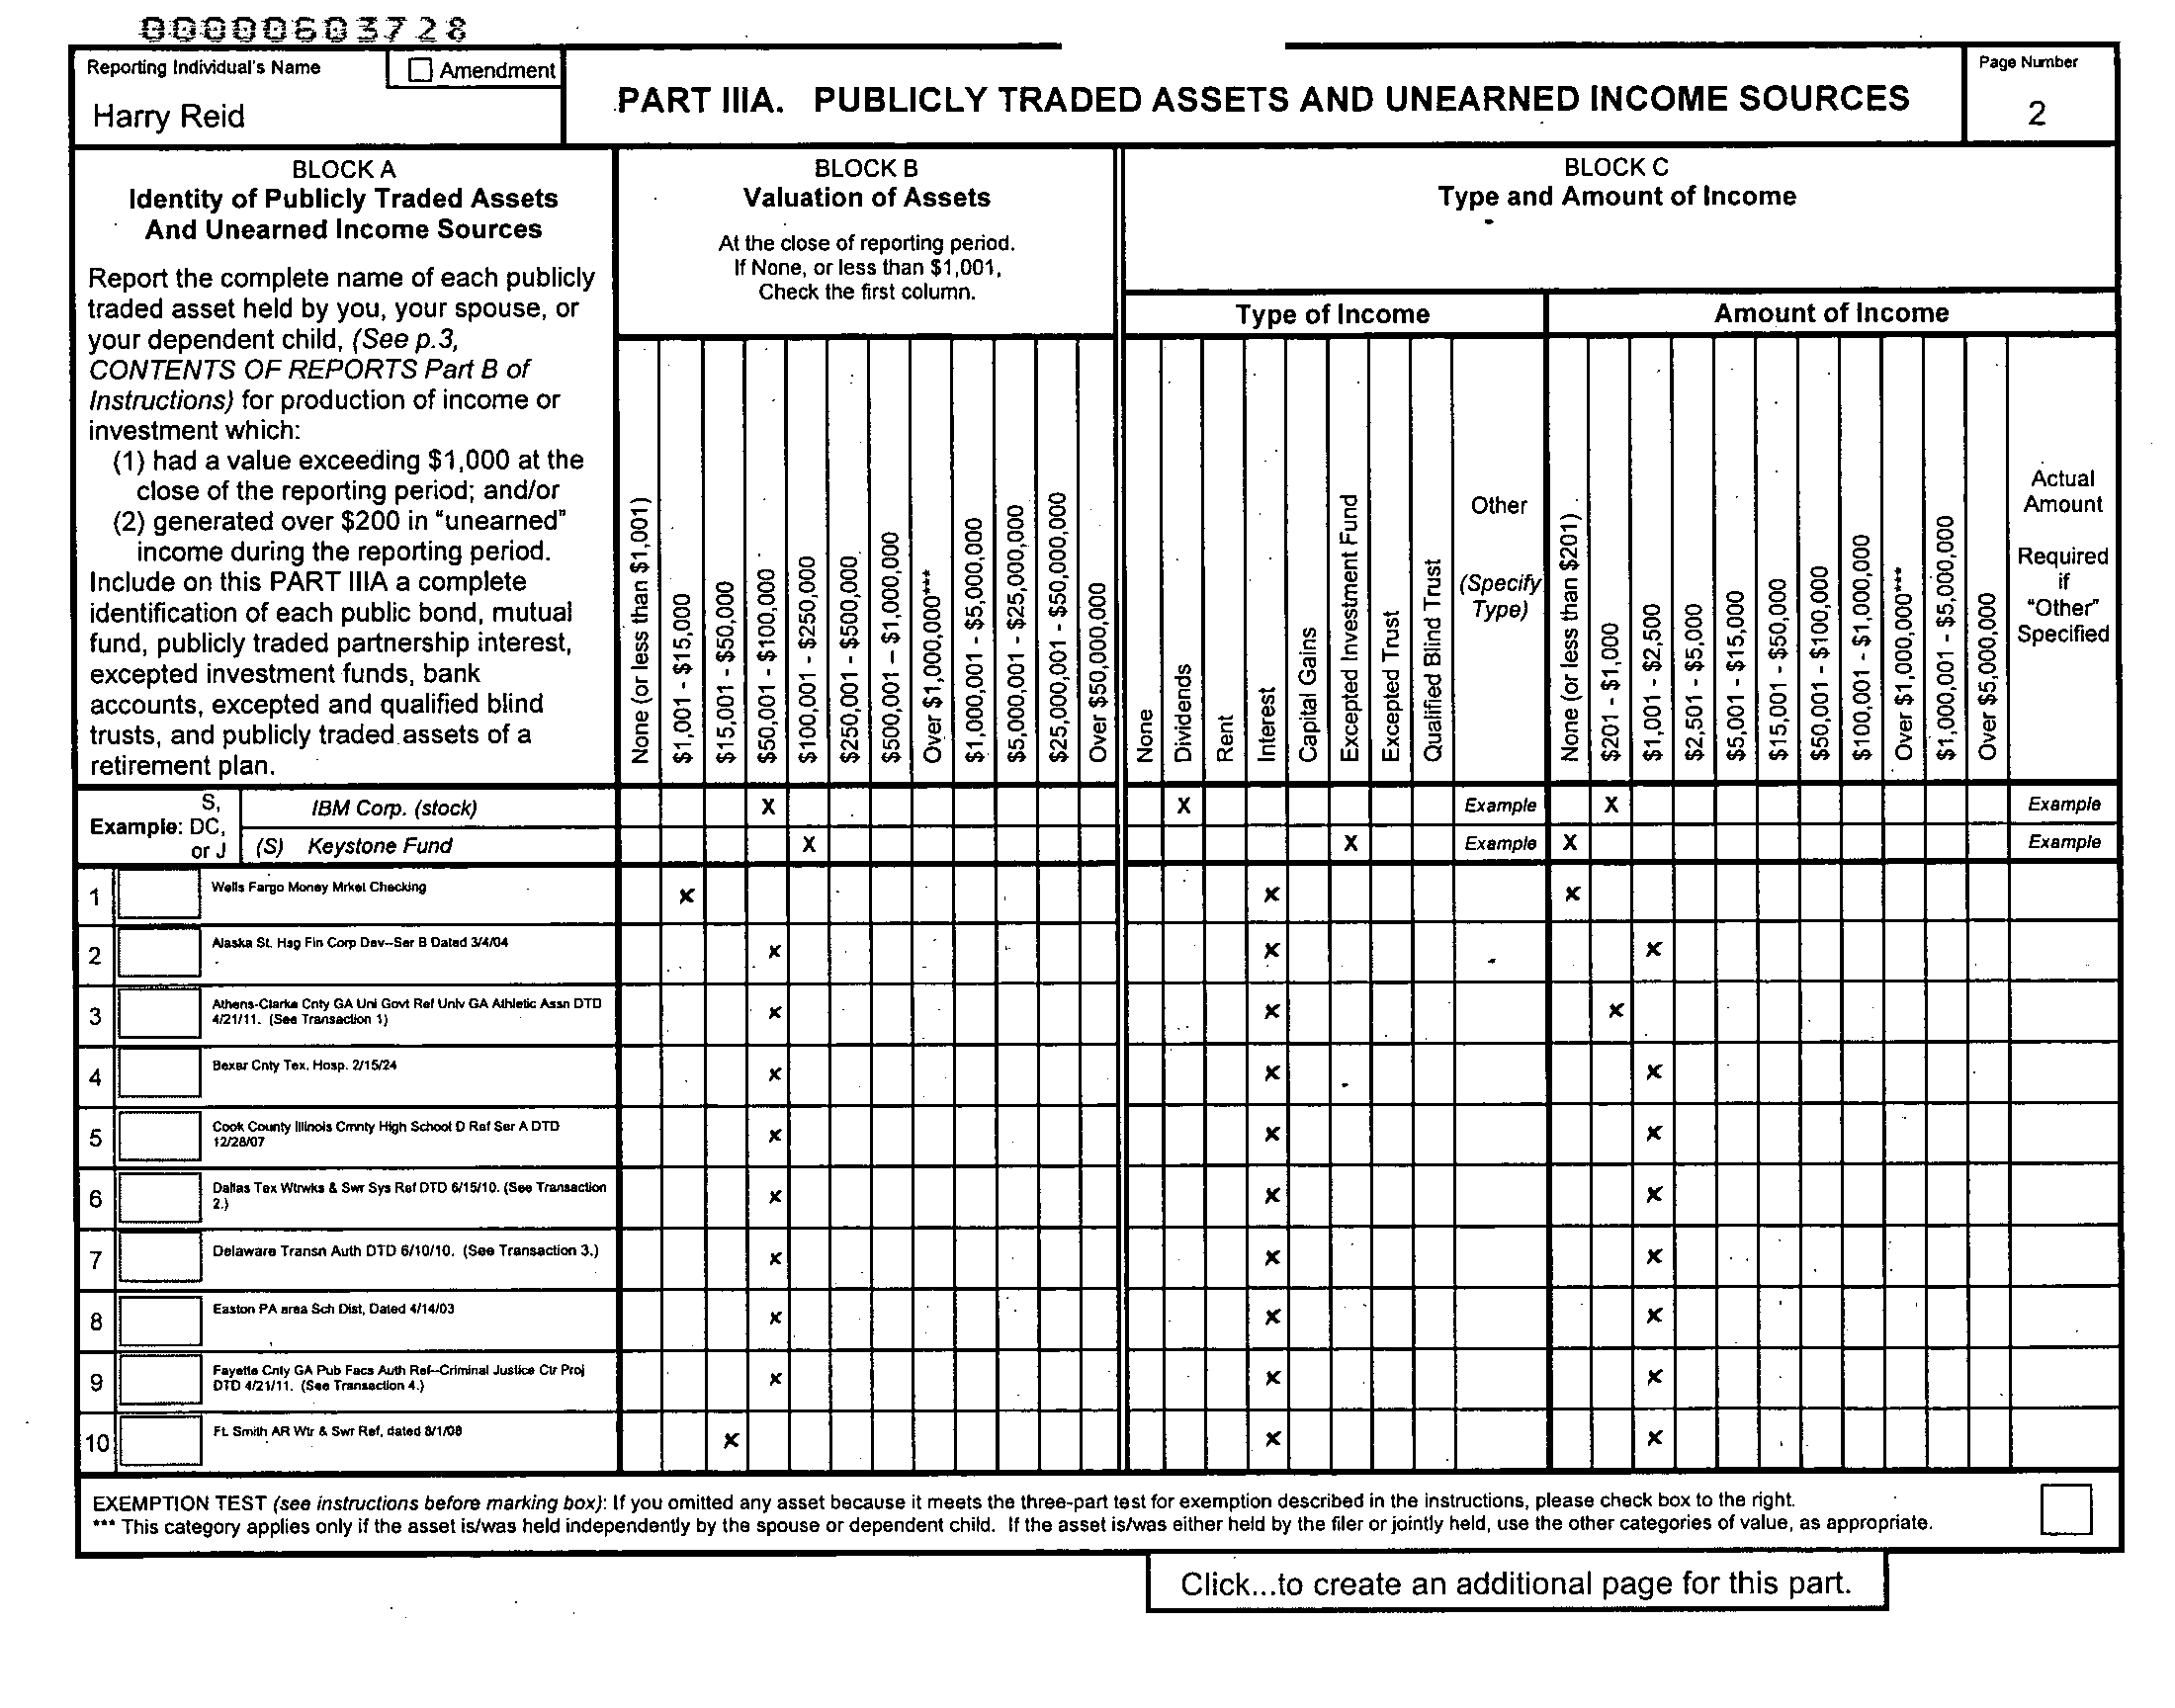 00000603728
Reporting Individual's Name
Amendment
Harry Reid
PART IIIA. PUBLICLY TRADED ASSETS AND UNEARNED INCOME SOURCES
Page Number
2
BLOCK A
Identity of Publicly Traded Assets
And Unearned Income Sources
Report the complete name of each publicly
traded asset held by you, your spouse, or
your dependent child, (See p.3,
CONTENTS OF REPORTS Part B of
Instructions) for production of income or
investment which:
(1) had a value exceeding $1,000 at the
close of the reporting period; and/or
(2) generated over $200 in "unearned"
income during the reporting period.
Include on this PART IIIA a complete
identification of each public bond, mutual
fund, publicly traded partnership interest,
excepted investment funds, bank
accounts, excepted and qualified blind
trusts, and publicly traded assets of a
retirement plan.
BLOCK B
Valuation of Assets
At the close of reporting period.
If None, or less than $1,001,
Check the first column.
None (or less than $1,001)
$1,001 - $15,000
$15,001 - $50,000
$50,001 - $100,000
$100,001 - $250,000
$250,001 - $500,000
$500,001 – $1,000,000
Over $1,000,000***
$1,000,001 - $5,000,000
$5,000,001 - $25,000,000
$25,000,001 - $50,000,000
Over $50,000,000
BLOCK C
Type and Amount of Income
Type of Income
None
Dividends
Rent
Interest
Capital Gains
Excepted Investment Fund
Excepted Trust
Qualified Blind Trust
Other
(Specify
Type)
Amount of Income
None (or less than $201)
$201 - $1,000
$1,001 - $2,500
$2,501 - $5,000
$5,001 - $15,000
$15,001 - $50,000
$50,001 - $100,000
$100,001 - $1,000,000
Over $1,000,000***
$1,000,001 - $5,000,000
Over $5,000,000
Actual
Amount
Required
if
"Other"
Specified
Example: S,
DC,
or J
IBM Corp. (stock) X X Example X Example
(S) Keystone Fund X X Example X Example
1 Wells Fargo Money Mrket Checking x x x
2 Alaska St. Hsg Fin Corp Dev--Ser B Dated 3/4/04 x x x
3 Athens-Clarke Cnty GA Uni Govt Ref Univ GA Athletic Assn DTD
4/21/11. (See Transaction 1) x x x
4 Bexar Cnty Tex. Hosp. 2/15/24 x x x
5 Cook County Illinois Cmnty High School D Ref Ser A DTD
12/28/07 x x x
6 Dallas Tex Wtrwks & Swr Sys Ref DTD 6/15/10. (See Transaction
2.) x x x
7 Delaware Transn Auth DTD 6/10/10. (See Transaction 3.) x x x
8 Easton PA area Sch Dist, Dated 4/14/03 x x x
9 Fayette Cnty GA Pub Facs Auth Ref--Criminal Justice Ctr Proj
DTD 4/21/11. (See Transaction 4.) x x x
10 Ft. Smith AR Wtr & Swr Ref, dated 8/1/08 x x x
EXEMPTION TEST (see instructions before marking box): If you omitted any asset because it meets the three-part test for exemption described in the instructions, please check box to the right.
*** This category applies only if the asset is/was held independently by the spouse or dependent child. If the asset is/was either held by the filer or jointly held, use the other categories of value, as appropriate.
Click...to create an additional page for this part.